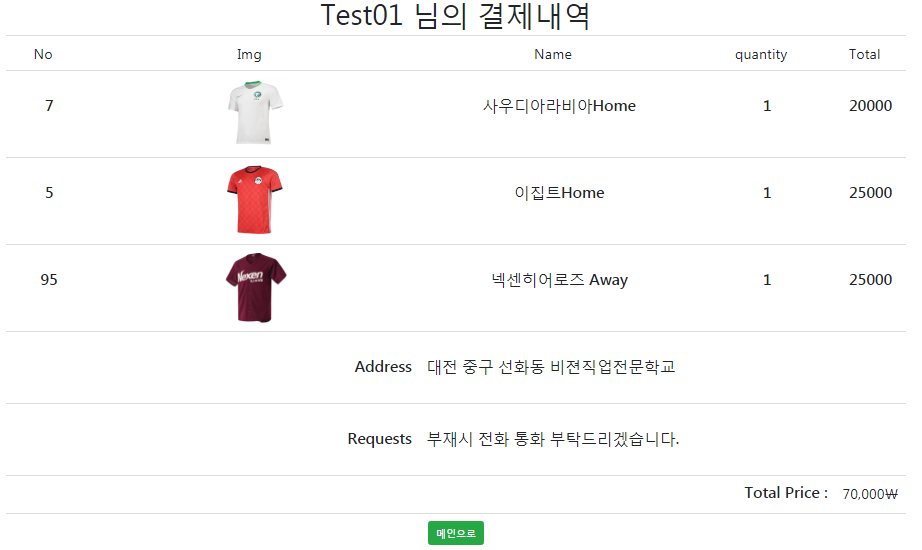 Test01 님의 결제내역
No Img Name quantity Total
7 사우디아라비아Home 1 20000
5 이집트Home 1 25000
Nexen
95 넥센히어로즈 Away 1 25000
Address 대전 중구 선화동 비젼직업전문학교
Requests 부재시 전화 통화 부탁드리겠습니다.
Total Price : 70,000₩
메인으로